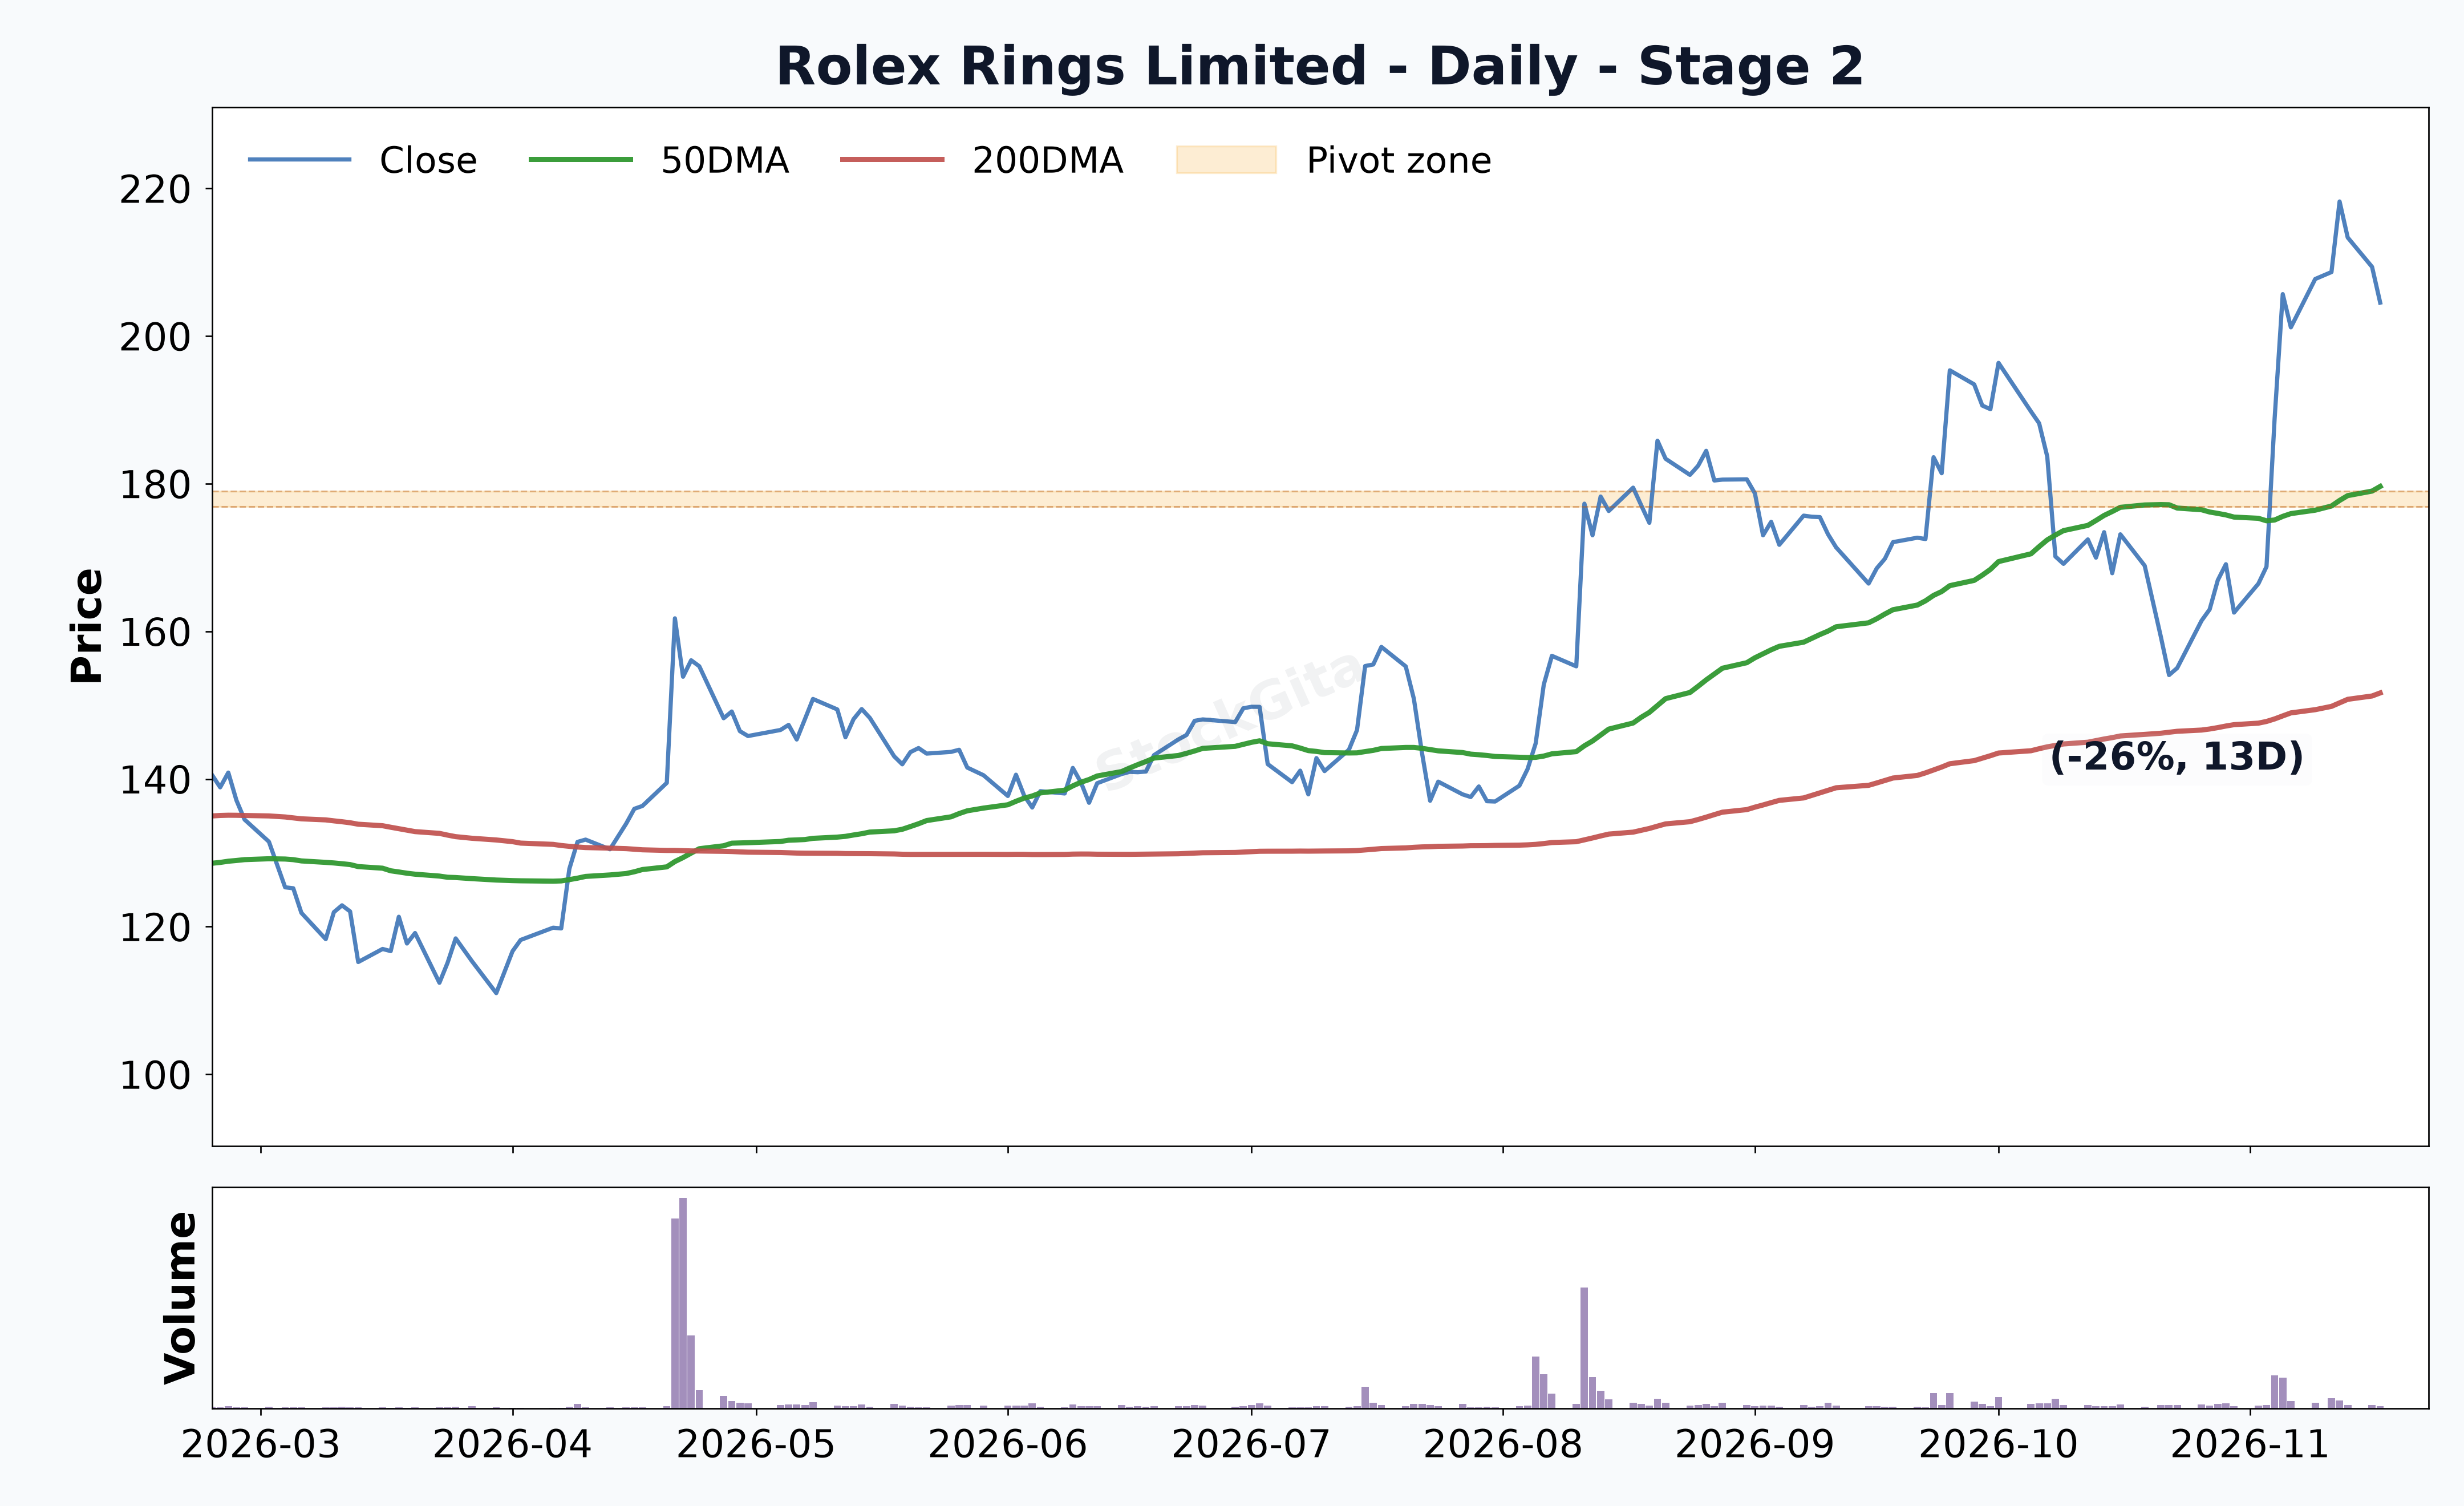 Rolex Rings Limited - Daily - Stage 2
Close
50DMA
200DMA
Pivot zone
Price
220
200
180
160
140
120
100
StockGita
(-26%, 13D)
Volume
2026-03
2026-04
2026-05
2026-06
2026-07
2026-08
2026-09
2026-10
2026-11